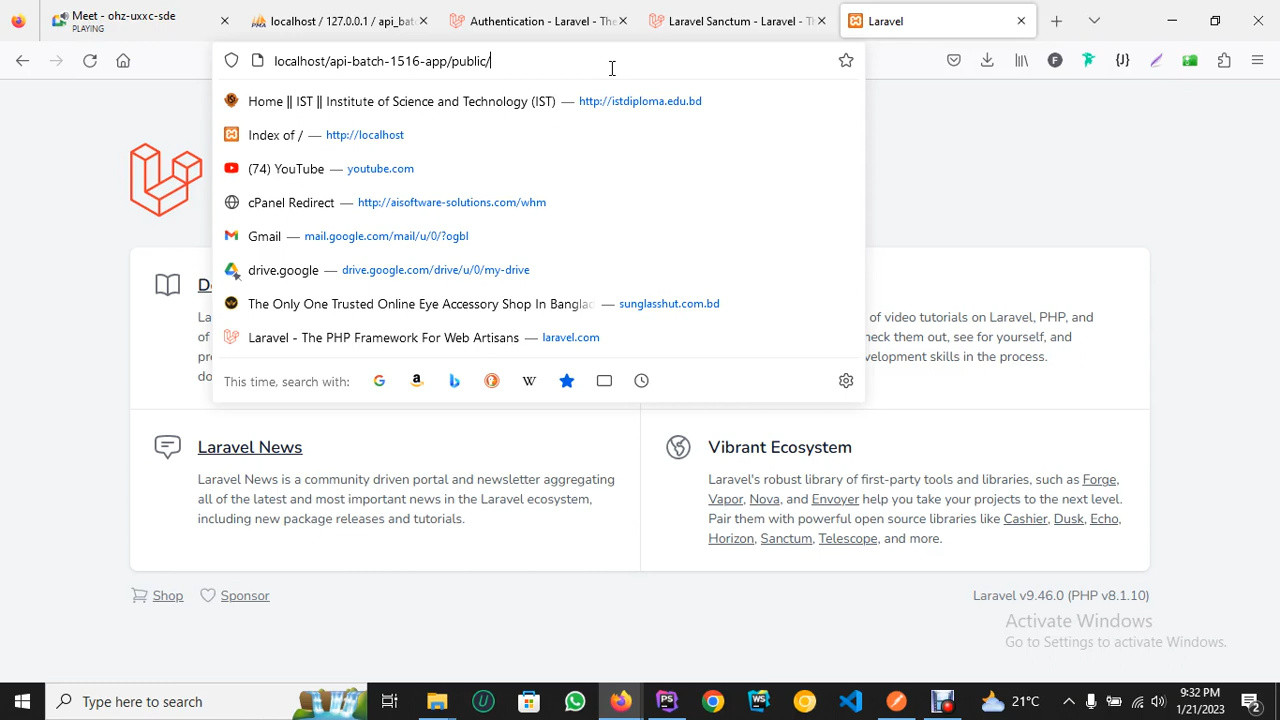 Meet - ohz-uxxc-sde
PLAYING
localhost / 127.0.0.1 / api_bat
Authentication - Laravel - The
Laravel Sanctum - Laravel - Th
Laravel
localhost/api-batch-1516-app/public/
Home || IST || Institute of Science and Technology (IST) — http://istdiploma.edu.bd
Index of / — http://localhost
(74) YouTube — youtube.com
cPanel Redirect — http://aisoftware-solutions.com/whm
Gmail — mail.google.com/mail/u/0/?ogbl
drive.google — drive.google.com/drive/u/0/my-drive
The Only One Trusted Online Eye Accessory Shop In Banglad — sunglasshut.com.bd
Laravel - The PHP Framework For Web Artisans — laravel.com
This time, search with:
D
La
of
pr
do
of video tutorials on Laravel, PHP, and
heck them out, see for yourself, and
evelopment skills in the process.
Laravel News
Laravel News is a community driven portal and newsletter aggregating
all of the latest and most important news in the Laravel ecosystem,
including new package releases and tutorials.
Vibrant Ecosystem
Laravel's robust library of first-party tools and libraries, such as Forge,
Vapor, Nova, and Envoyer help you take your projects to the next level.
Pair them with powerful open source libraries like Cashier, Dusk, Echo,
Horizon, Sanctum, Telescope, and more.
Shop
Sponsor
Laravel v9.46.0 (PHP v8.1.10)
Activate Windows
Go to Settings to activate Windows.
Type here to search
21°C
9:32 PM
1/21/2023
2